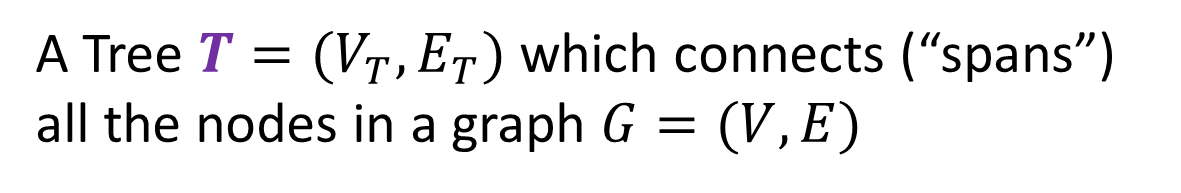 A Tree T = (V_T, E_T) which connects (“spans”)
all the nodes in a graph G = (V, E)